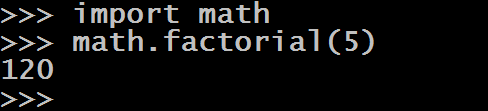 >>> import math
>>> math.factorial(5)
120
>>>